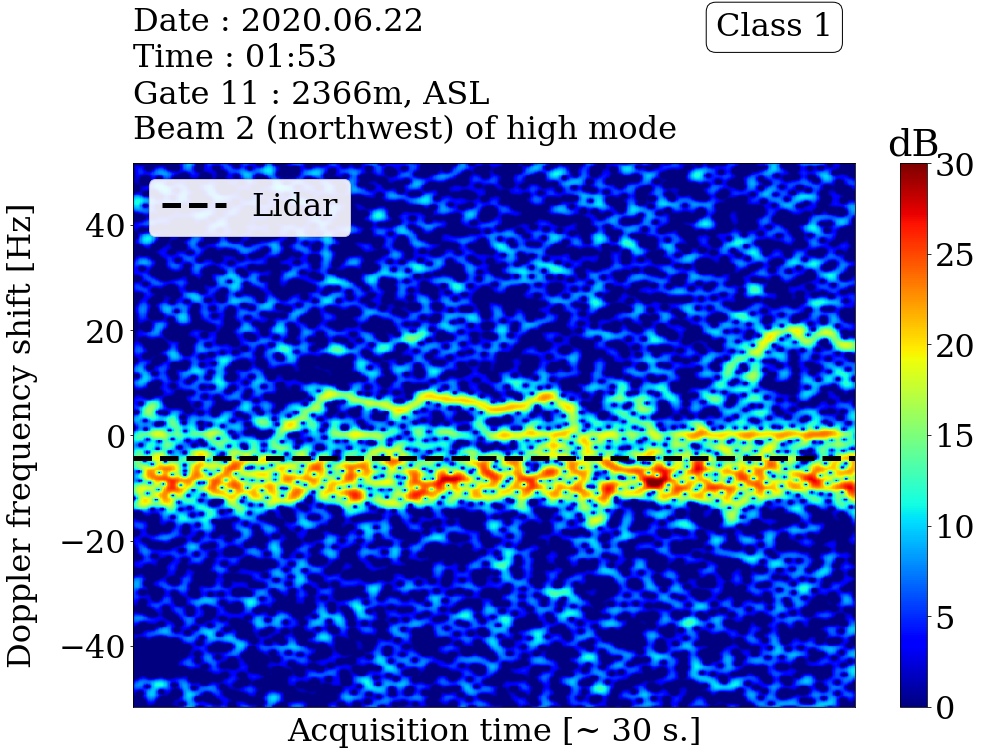 Date : 2020.06.22
Time : 01:53
Gate 11 : 2366m, ASL
Beam 2 (northwest) of high mode
Class 1
dB
Lidar
Doppler frequency shift [Hz]
40
20
0
−20
−40
30
25
20
15
10
5
0
Acquisition time [~ 30 s.]